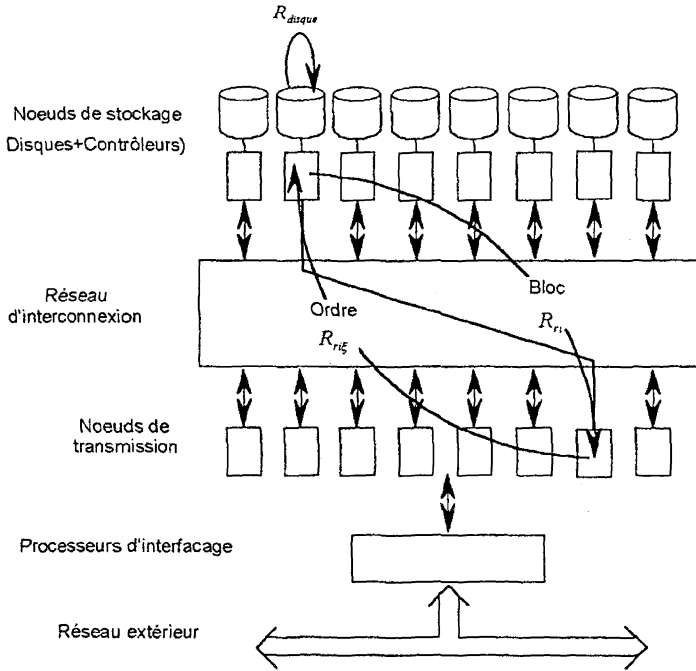 R_disque
Noeuds de stockage
Disques+Contrôleurs)
Réseau
d'interconnexion
Ordre
Bloc
R_riξ
R_ri
Noeuds de
transmission
Processeurs d'interfacage
Réseau extérieur